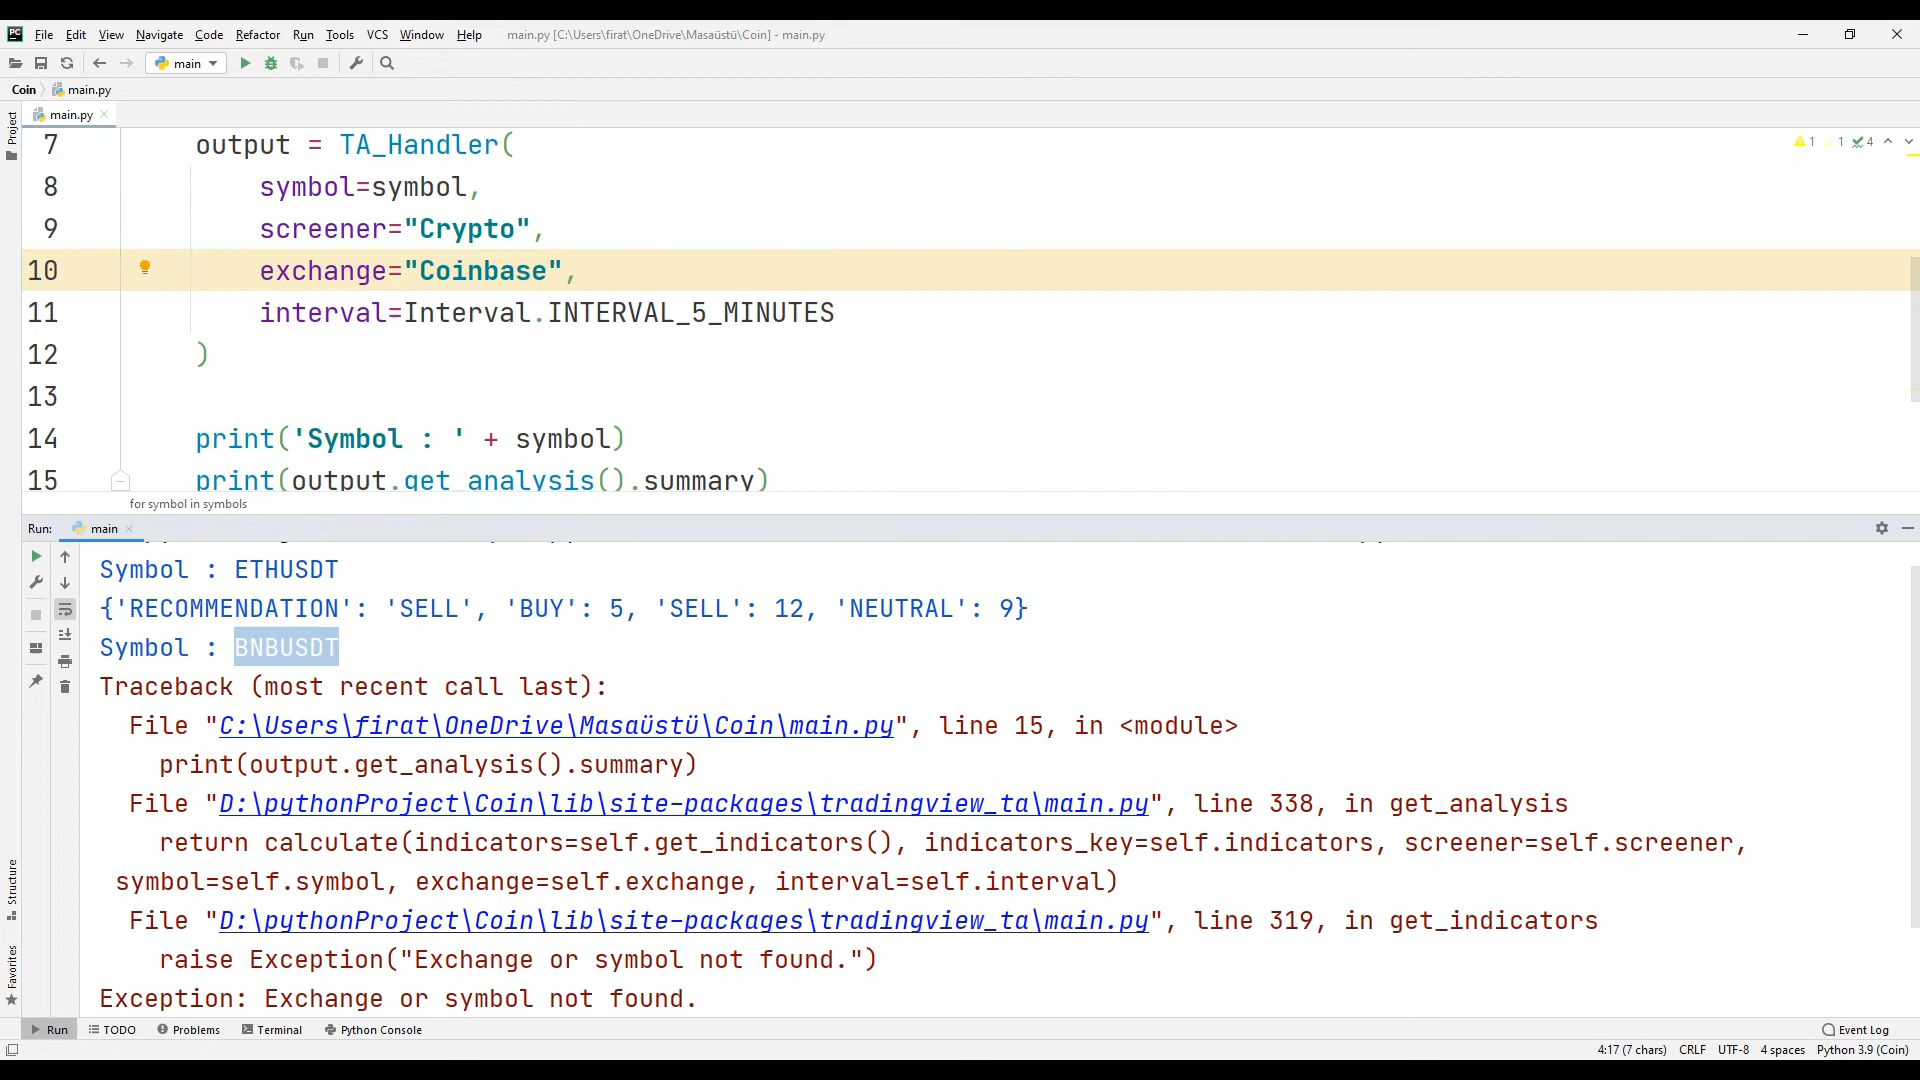 File Edit View Navigate Code Refactor Run Tools VCS Window Help main.py [C:\Users\firat\OneDrive\Masaüstü\Coin] - main.py
main
Coin main.py
main.py
Project
7 output = TA_Handler(
1 1 4
8 symbol=symbol,
9 screener="Crypto",
10 exchange="Coinbase",
11 interval=Interval.INTERVAL_5_MINUTES
12 )
13
14 print('Symbol : ' + symbol)
15 print(output.get_analysis().summary)
for symbol in symbols
Run: main
Symbol : ETHUSDT
{'RECOMMENDATION': 'SELL', 'BUY': 5, 'SELL': 12, 'NEUTRAL': 9}
Symbol : BNBUSDT
Traceback (most recent call last):
File "C:\Users\firat\OneDrive\Masaüstü\Coin\main.py", line 15, in <module>
print(output.get_analysis().summary)
File "D:\pythonProject\Coin\lib\site-packages\tradingview_ta\main.py", line 338, in get_analysis
return calculate(indicators=self.get_indicators(), indicators_key=self.indicators, screener=self.screener,
symbol=self.symbol, exchange=self.exchange, interval=self.interval)
File "D:\pythonProject\Coin\lib\site-packages\tradingview_ta\main.py", line 319, in get_indicators
raise Exception("Exchange or symbol not found.")
Exception: Exchange or symbol not found.
Structure
Favorites
Run TODO Problems Terminal Python Console Event Log
4:17 (7 chars) CRLF UTF-8 4 spaces Python 3.9 (Coin)